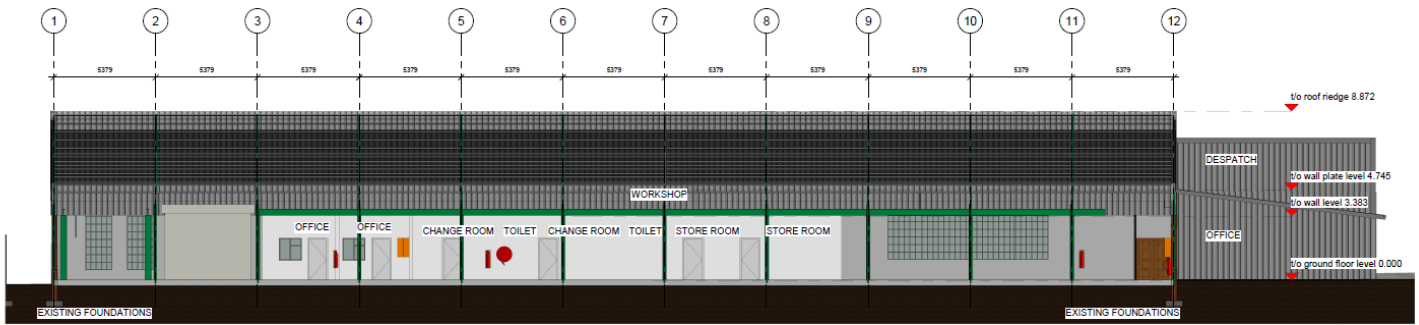 1 2 3 4 5 6 7 8 9 10 11 12
5379 5379 5379 5379 5379 5379 5379 5379 5379 5379 5379
t/o roof riedge 8.872
DESPATCH
t/o wall plate level 4.745
WORKSHOP
t/o wall level 3.383
OFFICE OFFICE CHANGE ROOM TOILET CHANGE ROOM TOILET STORE ROOM STORE ROOM OFFICE
t/o ground floor level 0.000
EXISTING FOUNDATIONS EXISTING FOUNDATIONS